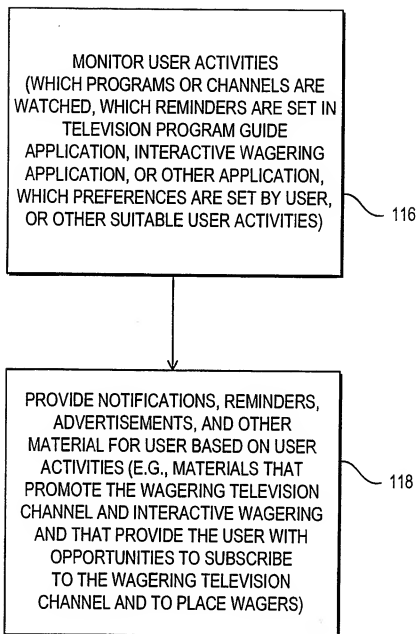 MONITOR USER ACTIVITIES
(WHICH PROGRAMS OR CHANNELS ARE
WATCHED, WHICH REMINDERS ARE SET IN
TELEVISION PROGRAM GUIDE
APPLICATION, INTERACTIVE WAGERING
APPLICATION, OR OTHER APPLICATION,
WHICH PREFERENCES ARE SET BY USER,
OR OTHER SUITABLE USER ACTIVITIES)
116
PROVIDE NOTIFICATIONS, REMINDERS,
ADVERTISEMENTS, AND OTHER
MATERIAL FOR USER BASED ON USER
ACTIVITIES (E.G., MATERIALS THAT
PROMOTE THE WAGERING TELEVISION
CHANNEL AND INTERACTIVE WAGERING
AND THAT PROVIDE THE USER WITH
OPPORTUNITIES TO SUBSCRIBE
TO THE WAGERING TELEVISION
CHANNEL AND TO PLACE WAGERS)
118